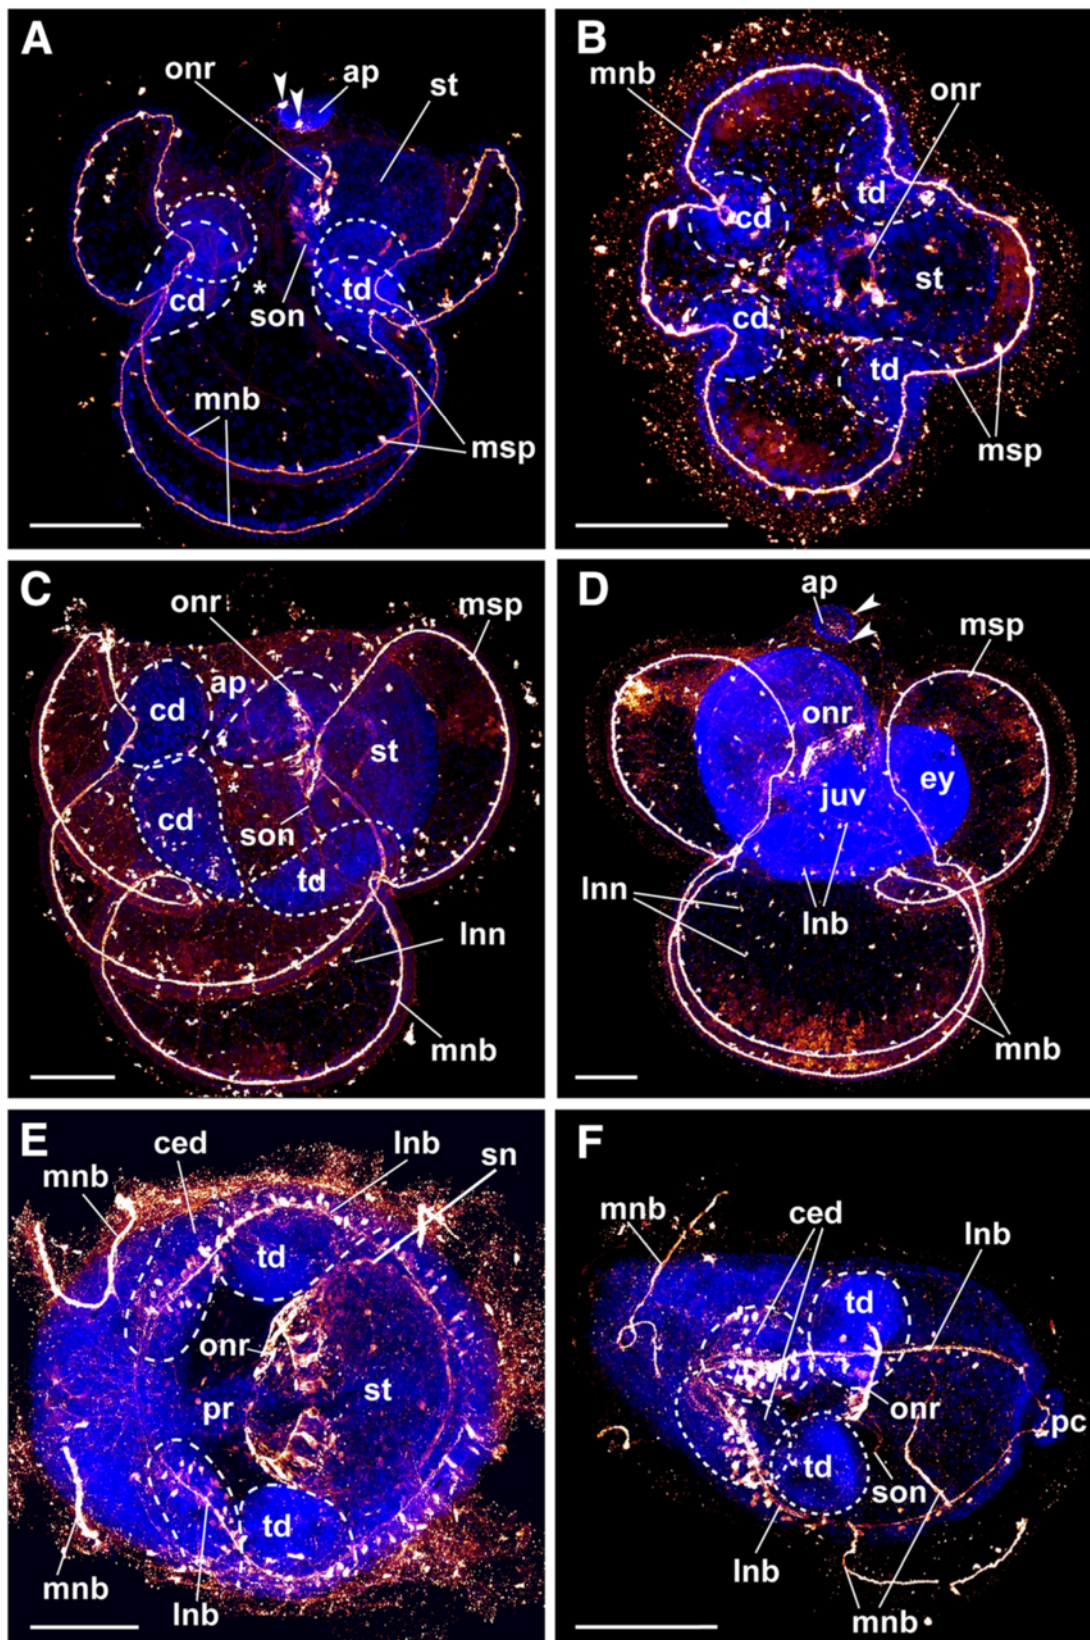 A
onr
ap
st
cd
*
son
td
mnb
msp
B
mnb
onr
td
cd
st
cd
td
msp
C
onr
msp
ap
cd
st
*
cd
son
td
lnn
mnb
D
ap
msp
onr
ey
juv
lnn
lnb
mnb
E
ced
lnb
sn
mnb
td
onr
st
pr
td
mnb
lnb
F
mnb
ced
lnb
td
onr
pc
td
son
lnb
mnb